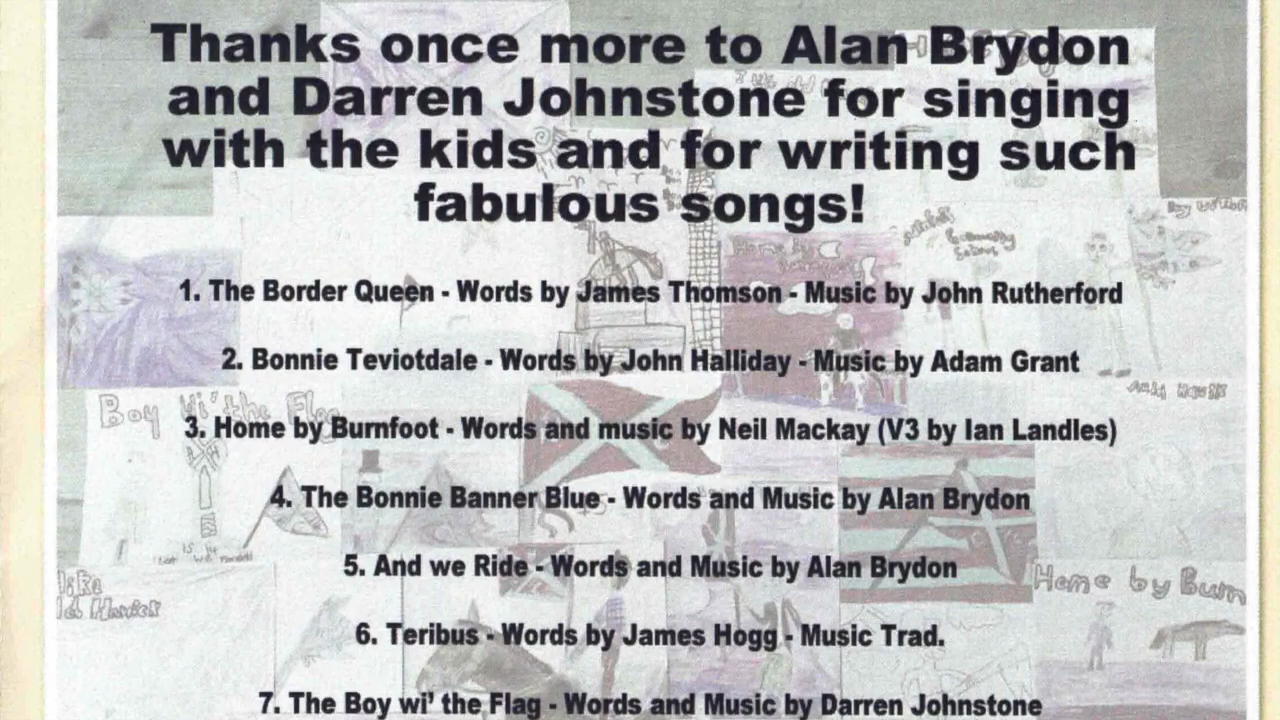 Thanks once more to Alan Brydon
and Darren Johnstone for singing
with the kids and for writing such
fabulous songs!
1. The Border Queen - Words by James Thomson - Music by John Rutherford
2. Bonnie Teviotdale - Words by John Halliday - Music by Adam Grant
Boy wi' the Flag
3. Home by Burnfoot - Words and music by Neil Mackay (V3 by Ian Landles)
4. The Bonnie Banner Blue - Words and Music by Alan Brydon
5. And we Ride - Words and Music by Alan Brydon
Home by Burn
6. Teribus - Words by James Hogg - Music Trad.
7. The Boy wi' the Flag - Words and Music by Darren Johnstone